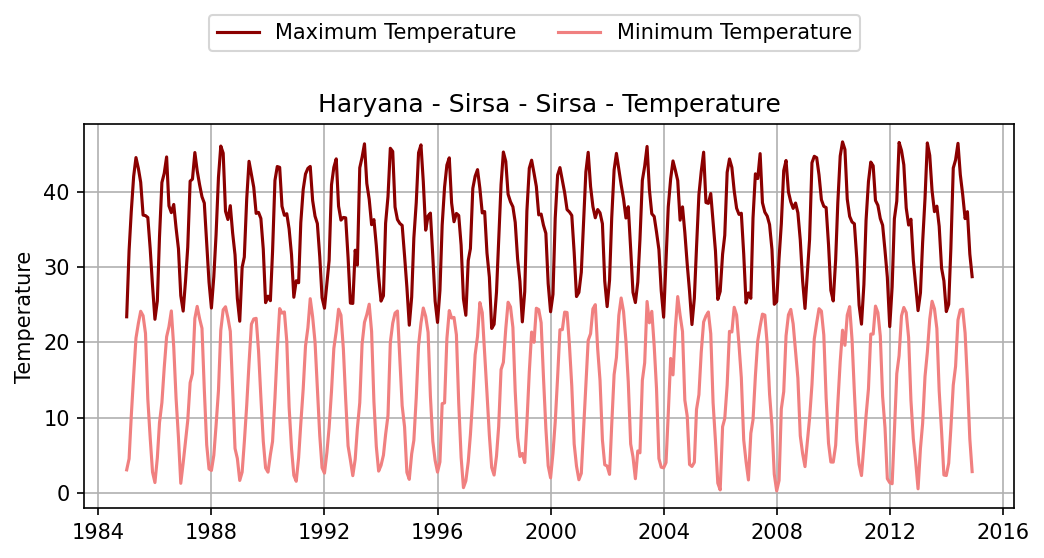 Maximum Temperature
Minimum Temperature
Haryana - Sirsa - Sirsa - Temperature
Temperature
40
30
20
10
0
1984 1988 1992 1996 2000 2004 2008 2012 2016